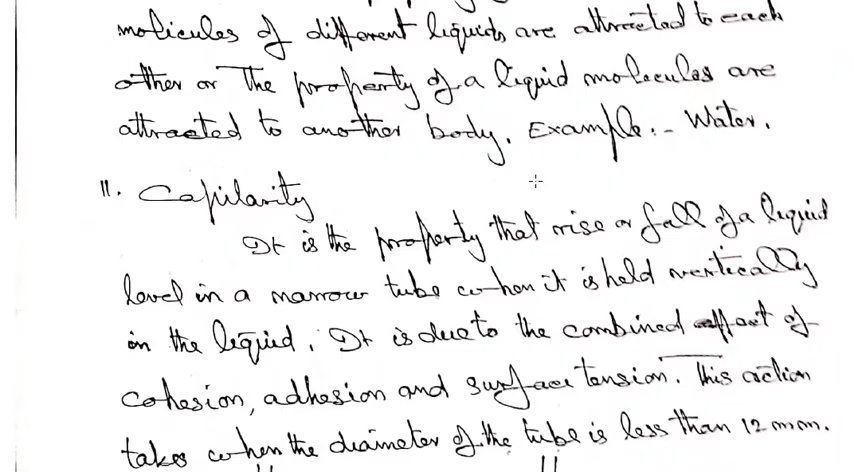 molecules of different liquids are attracted to each
other or The property of a liquid molecules are
attracted to another body. Example:- Water.
11. Capilarity
It is the property that rise or fall of a liquid
level in a narrow tube when it is held vertically
in the liquid. It is due to the combined effect of
cohesion, adhesion and surface tension. This action
takes when the diameter of the tube is less than 12 mm.